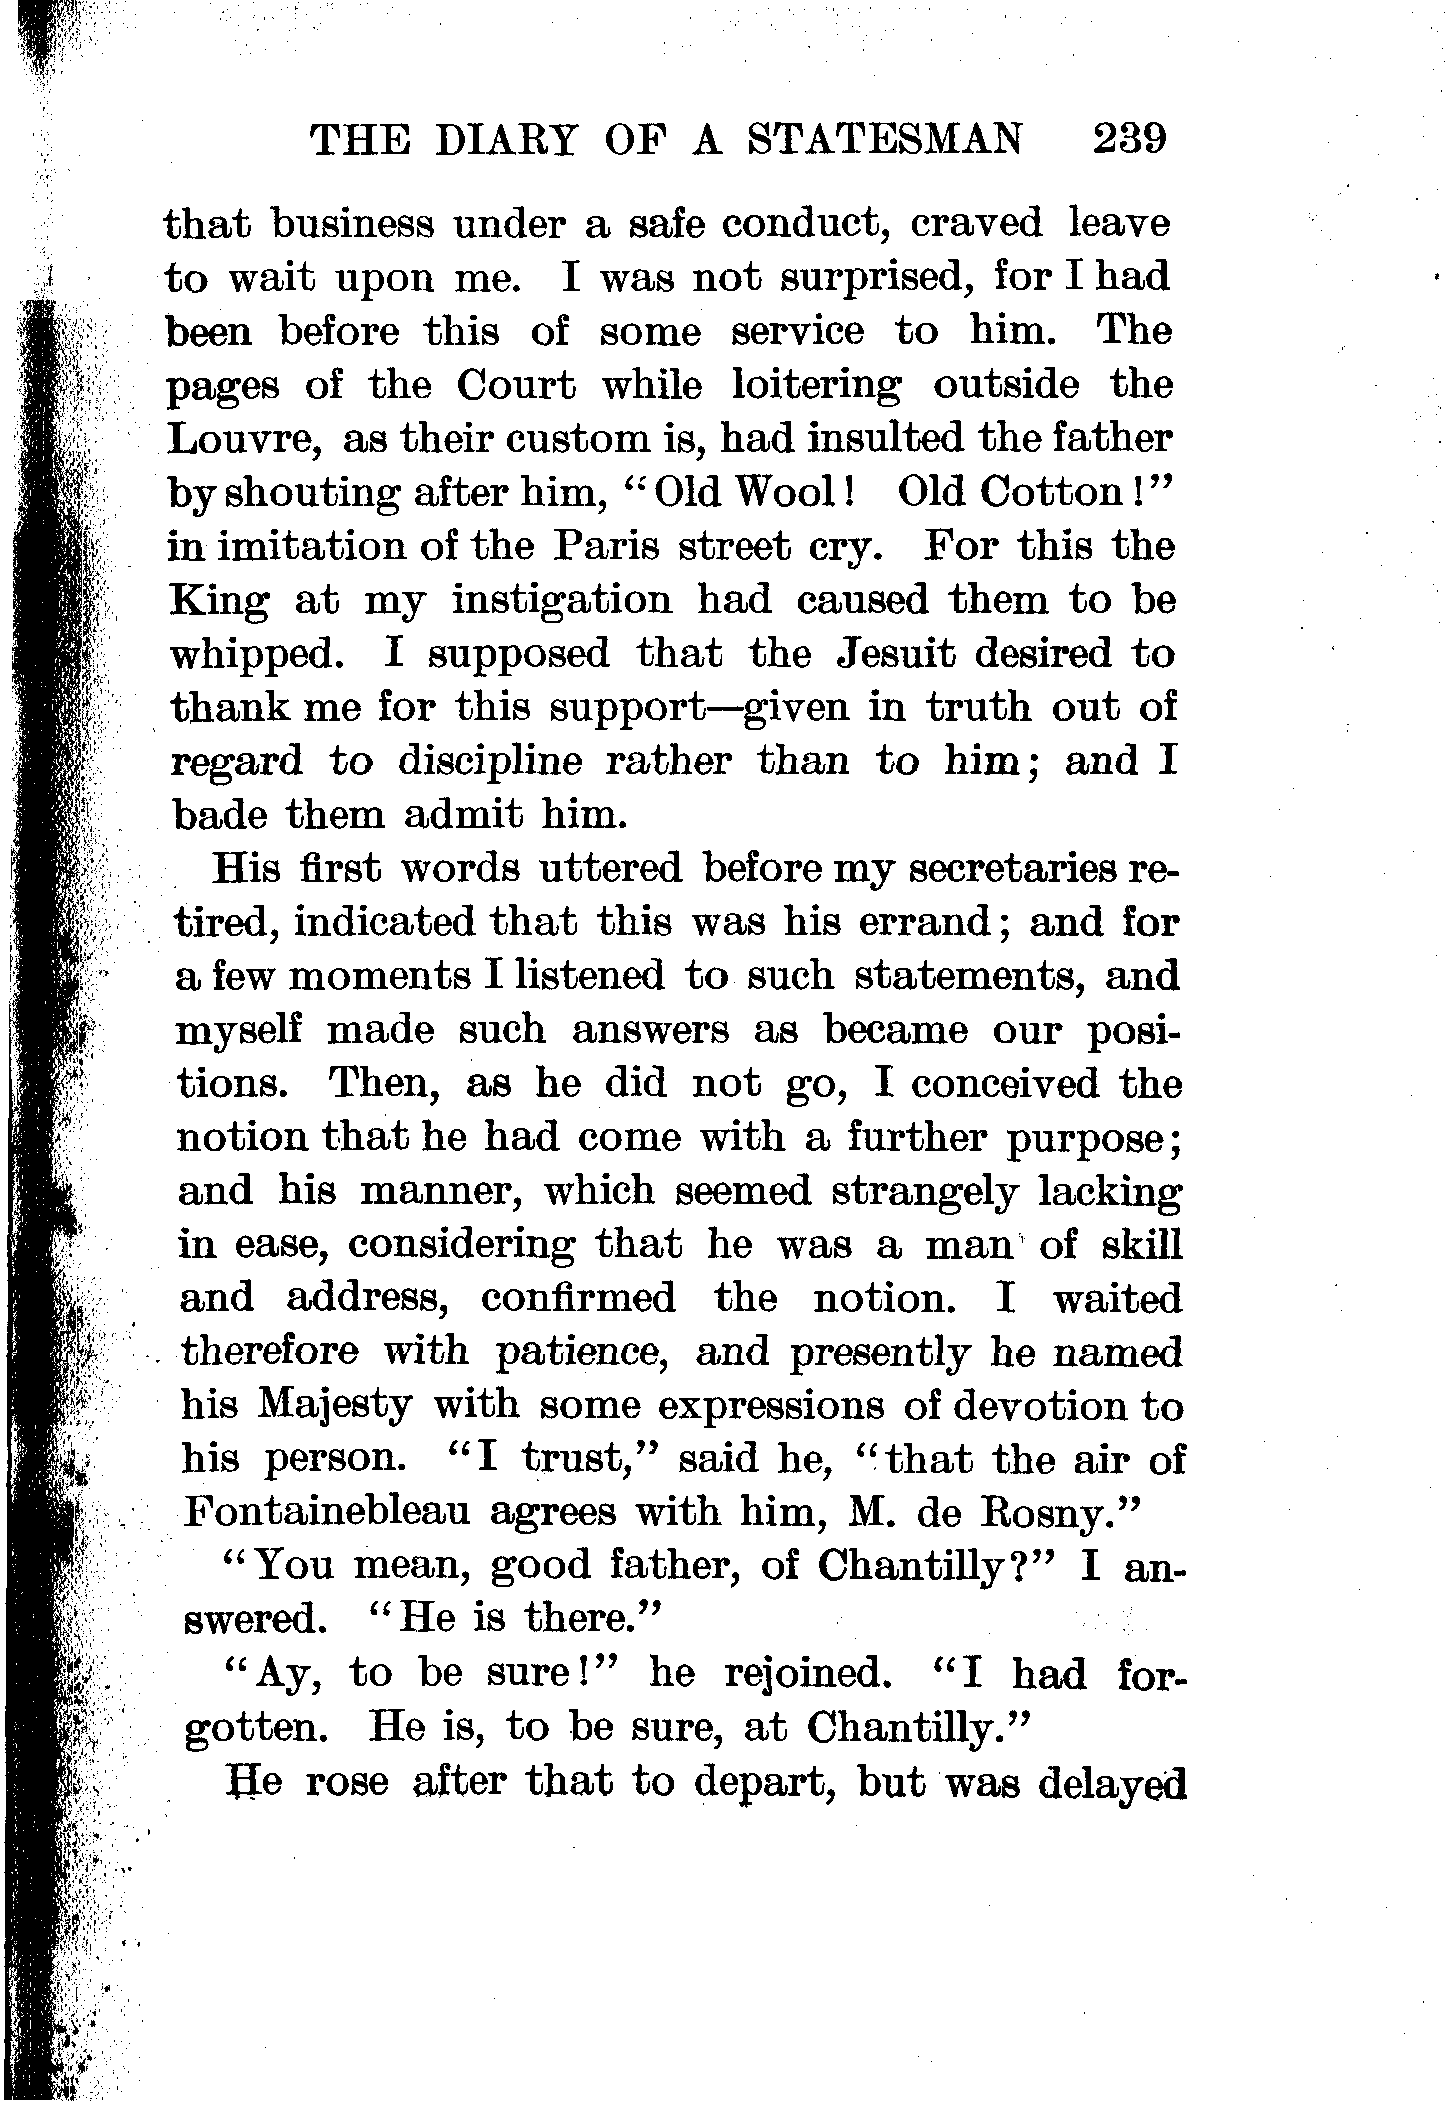 THE DIARY OF A STATESMAN 239
that business under a safe conduct, craved leave
to wait upon me. I was not surprised, for I had
been before this of some service to him. The
pages of the Court while loitering outside the
Louvre, as their custom is, had insulted the father
by shouting after him, "Old Wool! Old Cotton!"
in imitation of the Paris street cry. For this the
King at my instigation had caused them to be
whipped. I supposed that the Jesuit desired to
thank me for this support—given in truth out of
regard to discipline rather than to him; and I
bade them admit him.
His first words uttered before my secretaries re-
tired, indicated that this was his errand; and for
a few moments I listened to such statements, and
myself made such answers as became our posi-
tions. Then, as he did not go, I conceived the
notion that he had come with a further purpose;
and his manner, which seemed strangely lacking
in ease, considering that he was a man of skill
and address, confirmed the notion. I waited
therefore with patience, and presently he named
his Majesty with some expressions of devotion to
his person. "I trust," said he, "that the air of
Fontainebleau agrees with him, M. de Rosny."
"You mean, good father, of Chantilly?" I an-
swered. "He is there."
"Ay, to be sure!" he rejoined. "I had for-
gotten. He is, to be sure, at Chantilly."
He rose after that to depart, but was delayed